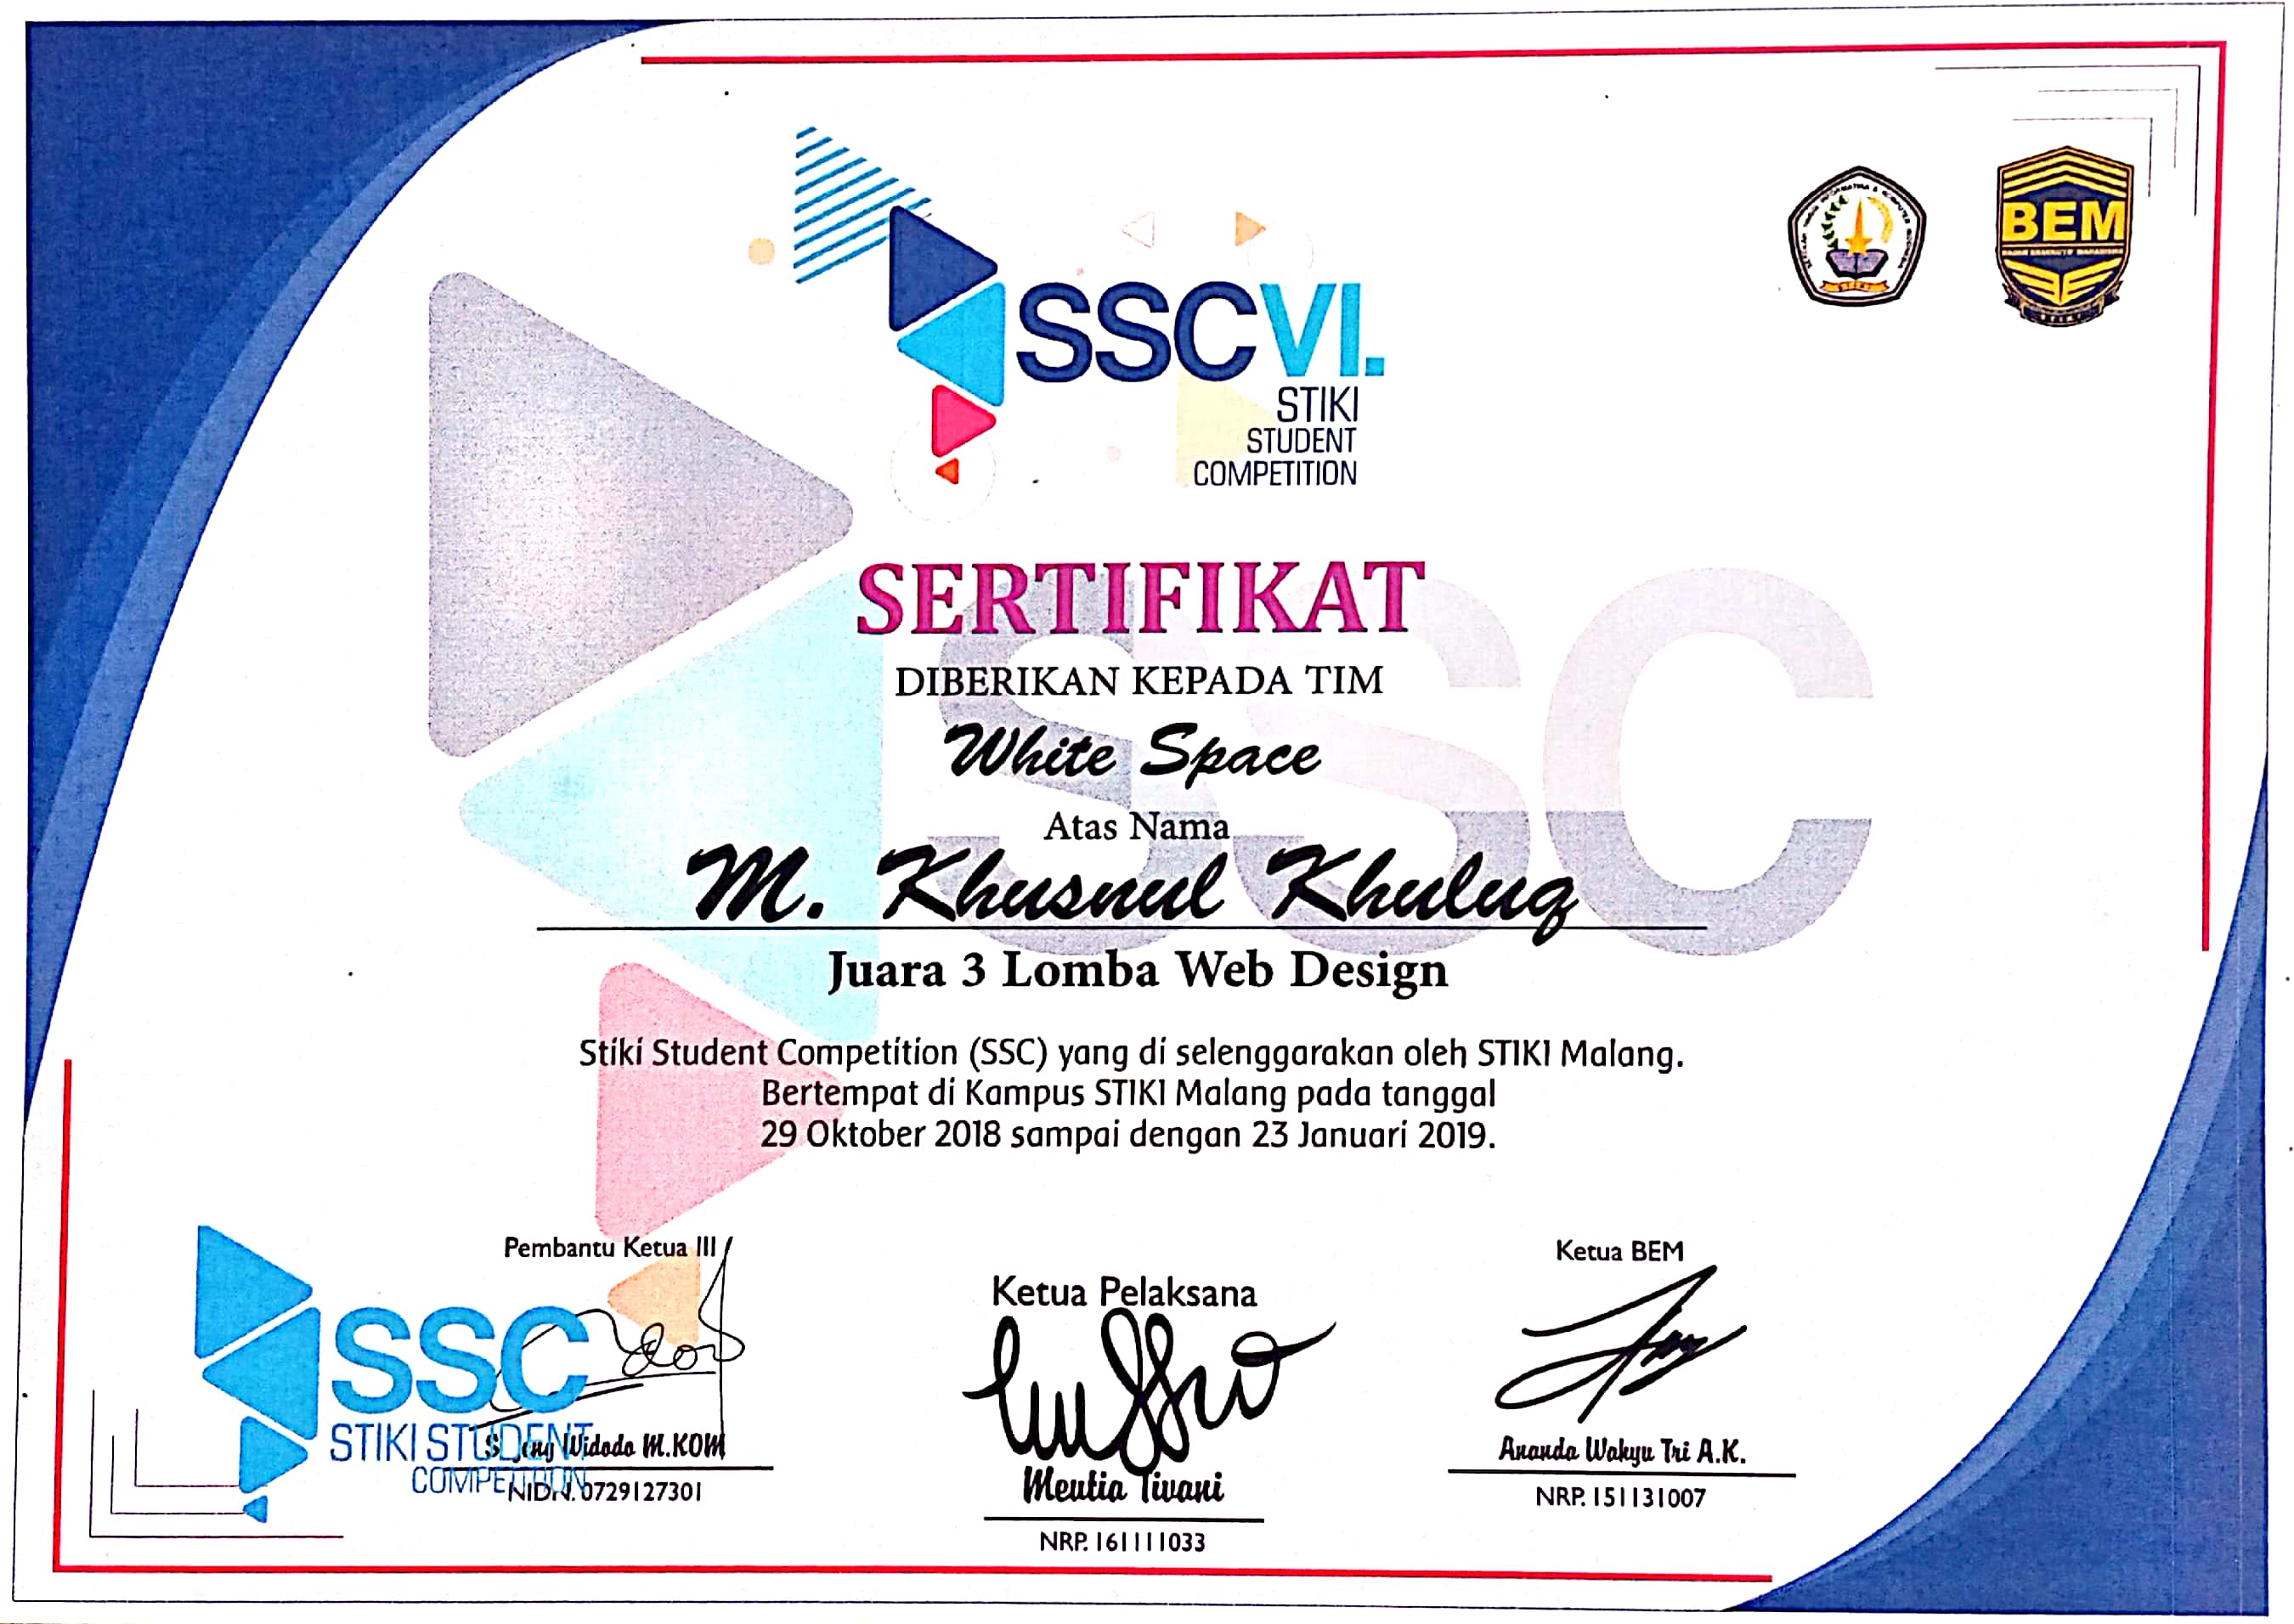 BEM
SSCVI.
STIKI
STUDENT
COMPETITION
SERTIFIKAT
DIBERIKAN KEPADA TIM
White Space
Atas Nama
M. Khusnul Khuluq
Juara 3 Lomba Web Design
Stiki Student Competition (SSC) yang di selenggarakan oleh STIKI Malang.
Bertempat di Kampus STIKI Malang pada tanggal
29 Oktober 2018 sampai dengan 23 Januari 2019.
Pembantu Ketua III
SSC
STIKI STUDENT
COMPETITION
Widodo M.KOM
NIDN. 0729127301
Ketua Pelaksana
Meutia Tivani
NRP. 161111033
Ketua BEM
Ananda Wahyu Tri A.K.
NRP. 151131007
SSC